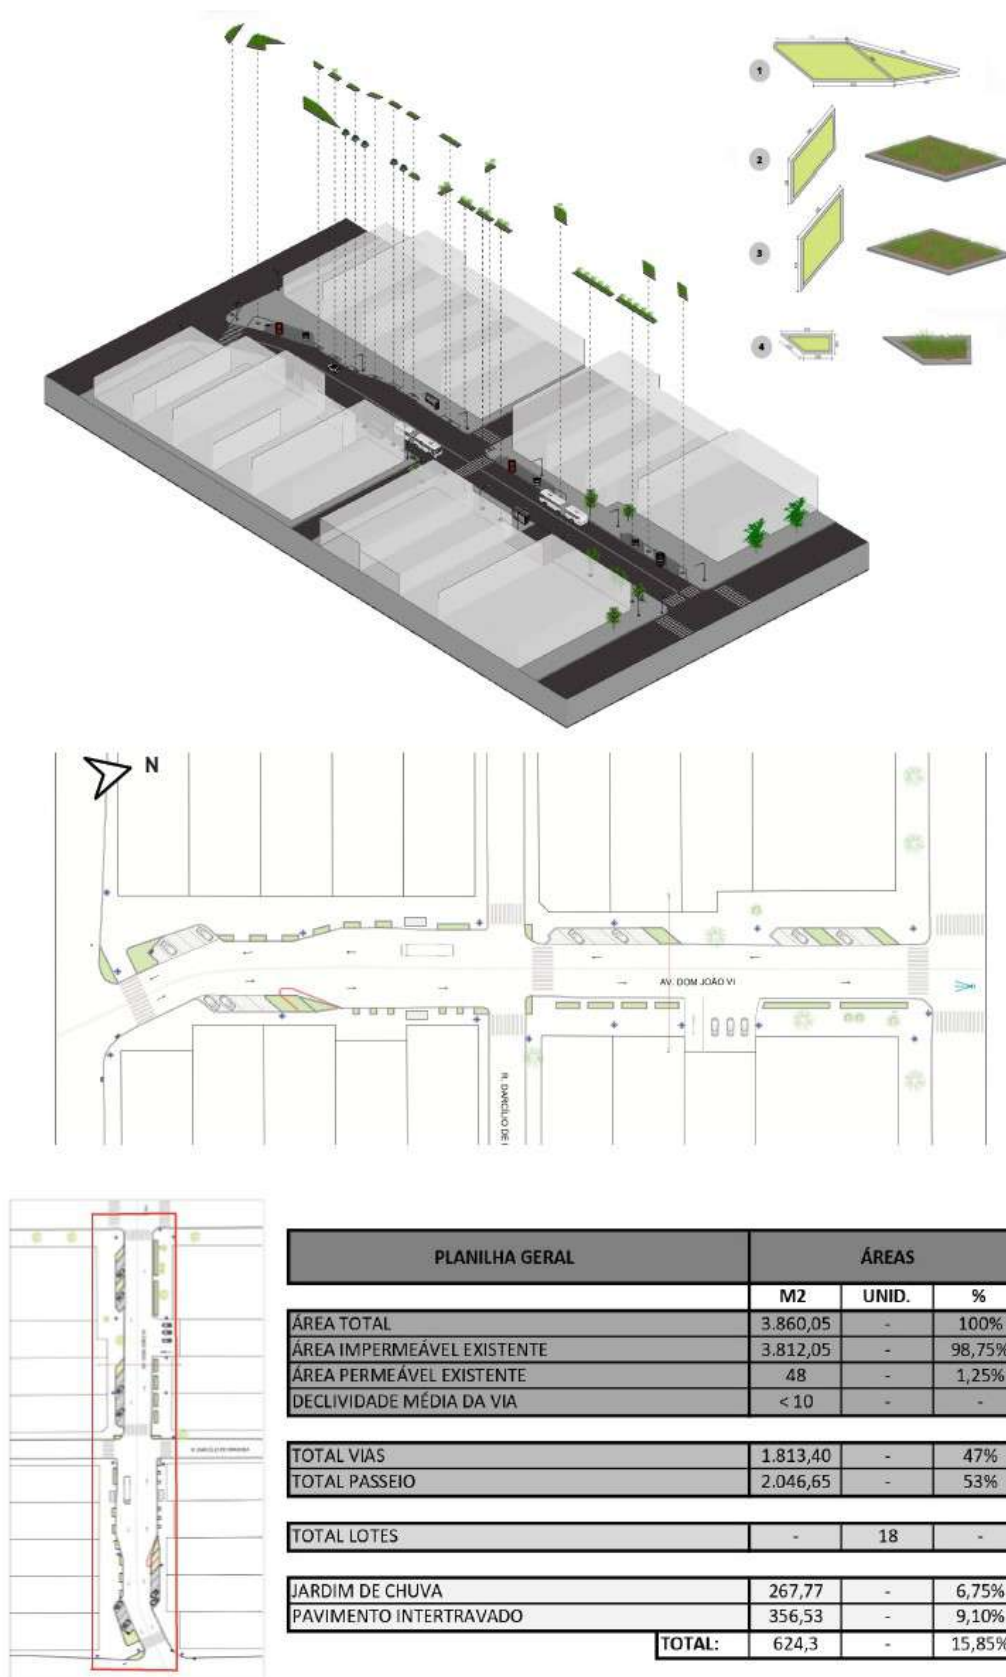 1
2
3
4
N
AV. DOM JOÃO VI
R. DARCÍLIO DE
PLANILHA GERAL ÁREAS
M2 UNID. %
ÁREA TOTAL 3.860,05 - 100%
ÁREA IMPERMEÁVEL EXISTENTE 3.812,05 - 98,75%
ÁREA PERMEÁVEL EXISTENTE 48 - 1,25%
DECLIVIDADE MÉDIA DA VIA < 10 - -
TOTAL VIAS 1.813,40 - 47%
TOTAL PASSEIO 2.046,65 - 53%
TOTAL LOTES - 18 -
JARDIM DE CHUVA 267,77 - 6,75%
PAVIMENTO INTERTRAVADO 356,53 - 9,10%
TOTAL: 624,3 - 15,85%